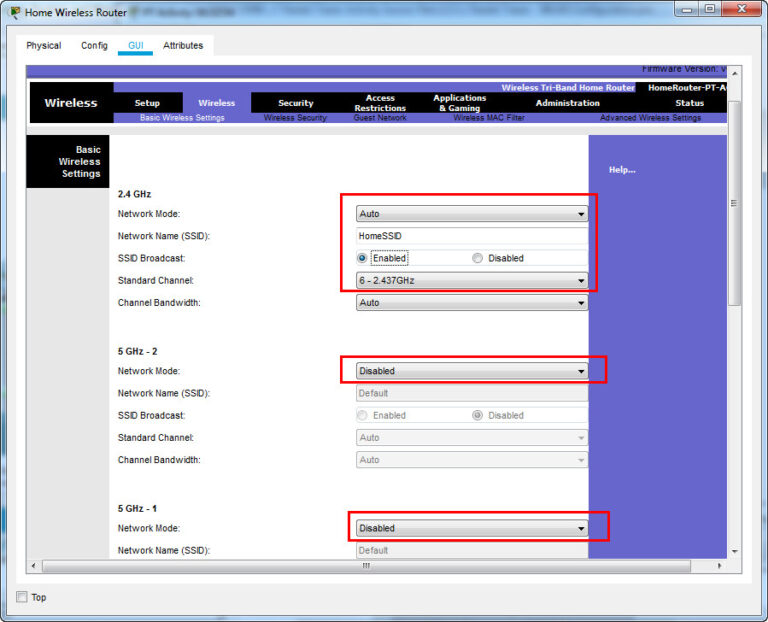 Home Wireless Router
Physical Config GUI Attributes
Firmware Version: v
Wireless Tri-Band Home Router HomeRouter-PT-A
Wireless
Setup Wireless Security Access Restrictions Applications & Gaming Administration Status
Basic Wireless Settings Wireless Security Guest Network Wireless MAC Filter Advanced Wireless Settings
Basic
Wireless
Settings
Help...
2.4 GHz
Network Mode: Auto
Network Name (SSID): HomeSSID
SSID Broadcast: Enabled Disabled
Standard Channel: 6 - 2.437GHz
Channel Bandwidth: Auto
5 GHz - 2
Network Mode: Disabled
Network Name (SSID): Default
SSID Broadcast: Enabled Disabled
Standard Channel: Auto
Channel Bandwidth: Auto
5 GHz - 1
Network Mode: Disabled
Network Name (SSID): Default
Top